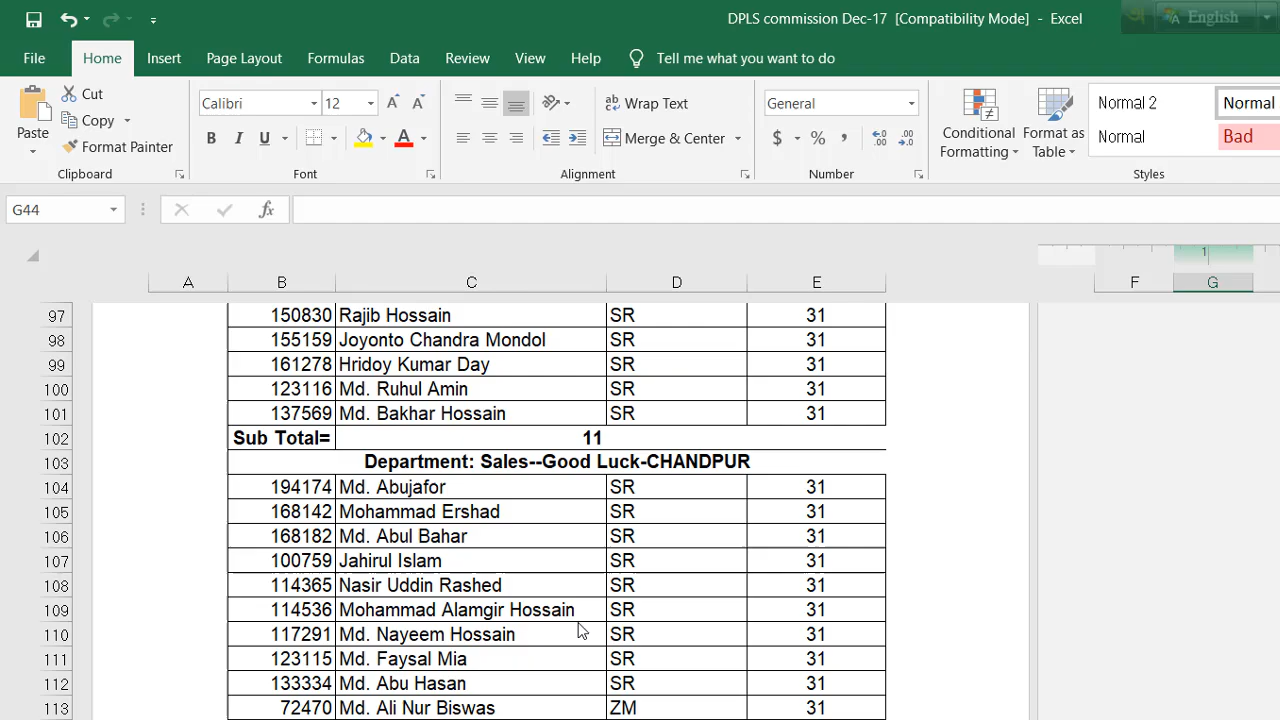 DPLS commission Dec-17 [Compatibility Mode] - Excel
English
File Home Insert Page Layout Formulas Data Review View Help Tell me what you want to do
Cut
Copy
Format Painter
Paste
Clipboard
Calibri 12
B I U
Font
Wrap Text
Merge & Center
Alignment
General
$ % ,
Number
Conditional Formatting
Format as Table
Normal 2 Normal
Normal Bad
Styles
G44
fx
1
A B C D E F G
97 150830 Rajib Hossain SR 31
98 155159 Joyonto Chandra Mondol SR 31
99 161278 Hridoy Kumar Day SR 31
100 123116 Md. Ruhul Amin SR 31
101 137569 Md. Bakhar Hossain SR 31
102 Sub Total= 11
103 Department: Sales--Good Luck-CHANDPUR
104 194174 Md. Abujafor SR 31
105 168142 Mohammad Ershad SR 31
106 168182 Md. Abul Bahar SR 31
107 100759 Jahirul Islam SR 31
108 114365 Nasir Uddin Rashed SR 31
109 114536 Mohammad Alamgir Hossain SR 31
110 117291 Md. Nayeem Hossain SR 31
111 123115 Md. Faysal Mia SR 31
112 133334 Md. Abu Hasan SR 31
113 72470 Md. Ali Nur Biswas ZM 31